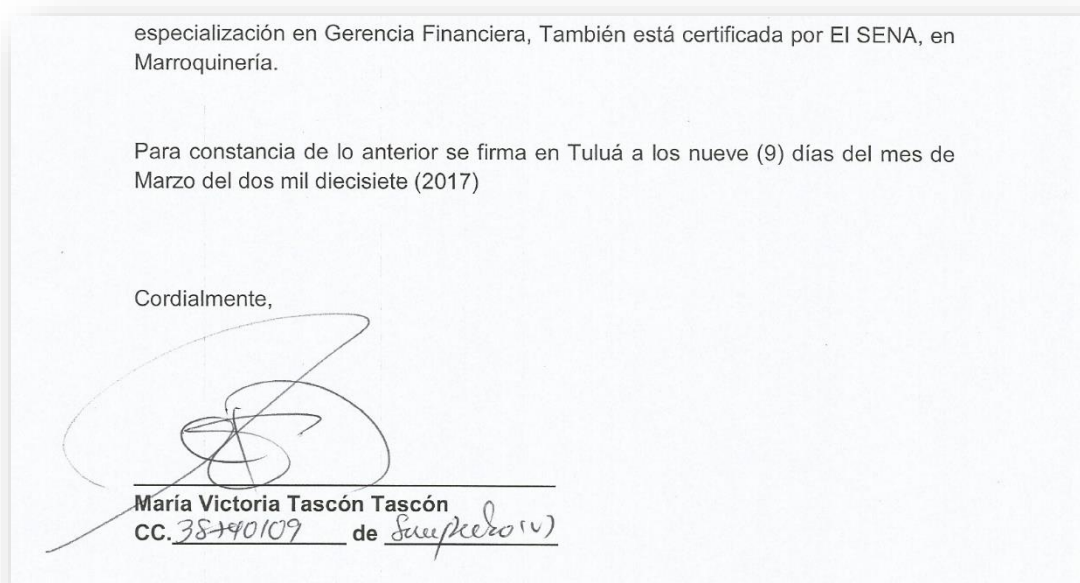 especialización en Gerencia Financiera, También está certificada por El SENA, en
Marroquinería.
Para constancia de lo anterior se firma en Tuluá a los nueve (9) días del mes de
Marzo del dos mil diecisiete (2017)
Cordialmente,
María Victoria Tascón Tascón
CC. de Sanpedro (V)